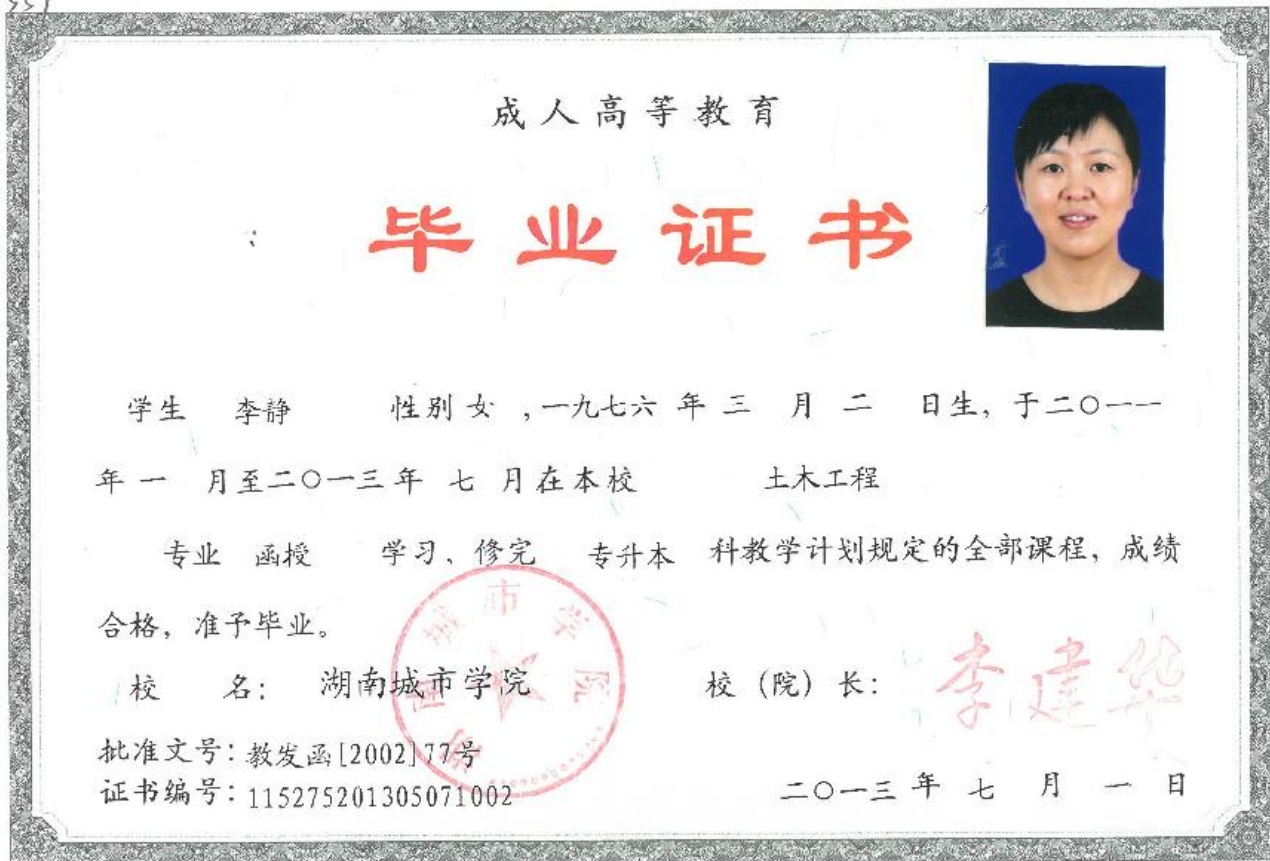 成人高等教育
毕业证书
学生 李静 性别 女 ,一九七六 年 三 月 二 日生, 于二〇一一
年 一 月至二〇一三年 七 月在本校 土木工程
专业 函授 学习、修完 专升本 科教学计划规定的全部课程, 成绩
合格, 准予毕业。
校 名: 湖南城市学院 校 (院) 长: 李建华
湖南城市学院
批准文号: 教发函[2002]77号
证书编号: 115275201305071002
二〇一三 年 七 月 一 日